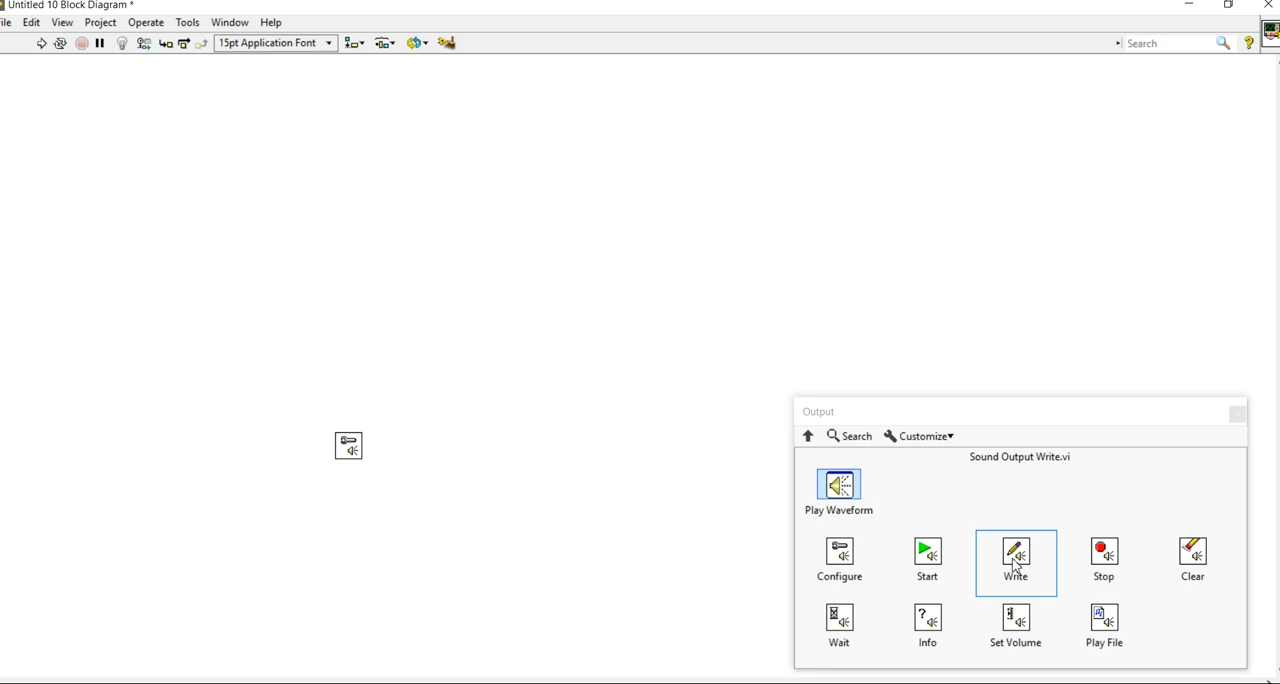 Untitled 10 Block Diagram *
ile Edit View Project Operate Tools Window Help
15pt Application Font Search ?
Output
Search Customize
Sound Output Write.vi
Play Waveform
Configure Start Write Stop Clear
?
Wait Info Set Volume Play File